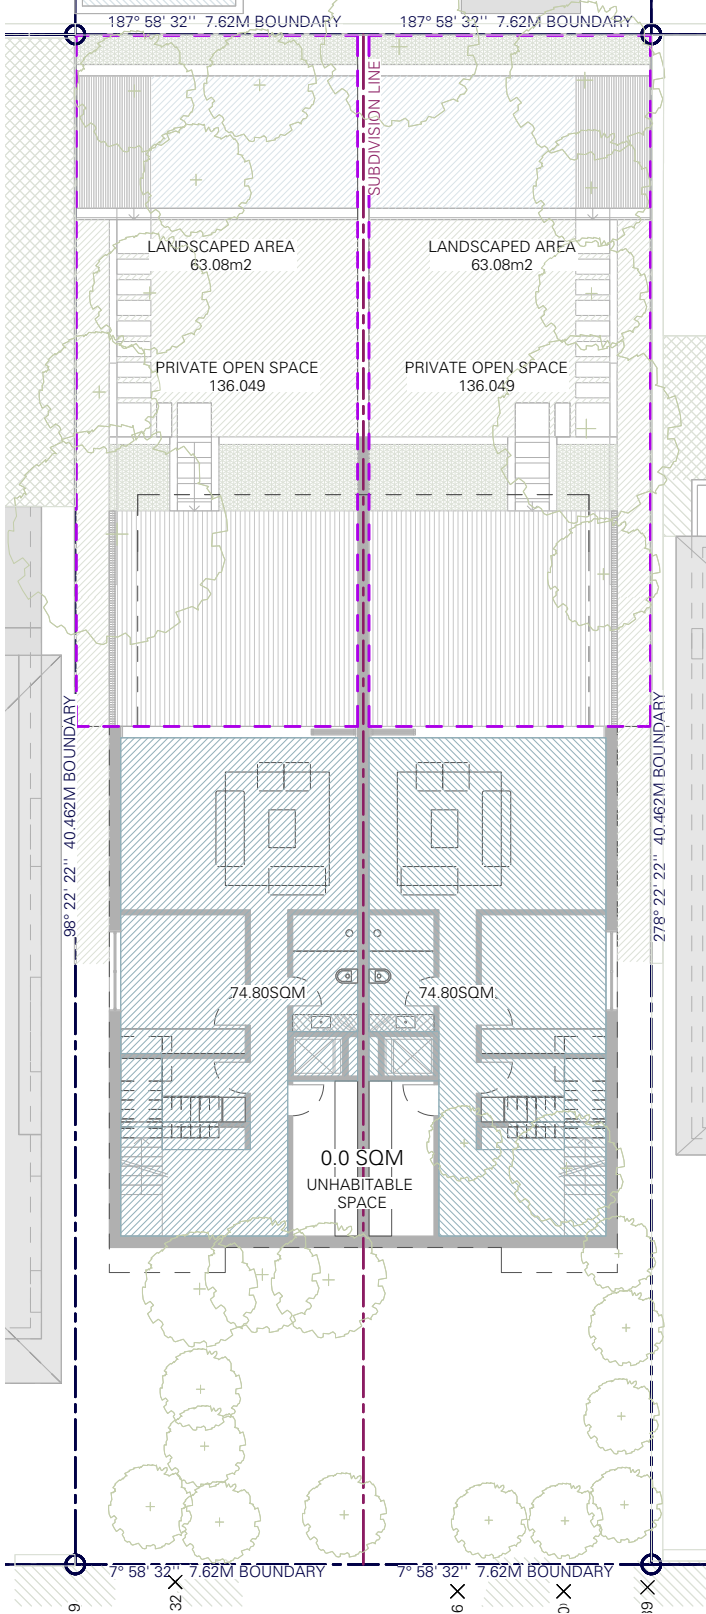 187° 58' 32'' 7.62M BOUNDARY
187° 58' 32'' 7.62M BOUNDARY
SUBDIVISION LINE
LANDSCAPED AREA
63.08m2
LANDSCAPED AREA
63.08m2
PRIVATE OPEN SPACE
136.049
PRIVATE OPEN SPACE
136.049
98° 22' 22'' 40.462M BOUNDARY
278° 22' 22'' 40.462M BOUNDARY
74.80SQM
74.80SQM
0.0 SQM
UNHABITABLE
SPACE
7° 58' 32'' 7.62M BOUNDARY
7° 58' 32'' 7.62M BOUNDARY
9
32
6